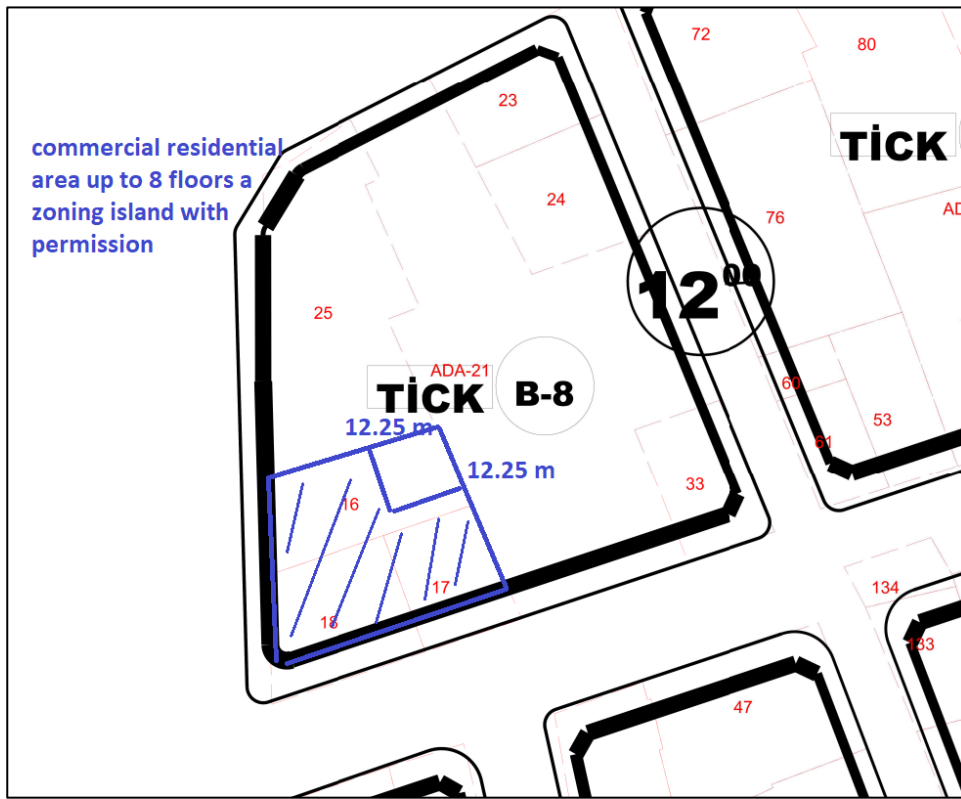 72
80
23
commercial residential
area up to 8 floors a
zoning island with
permission
TİCK
24
76
AD
12⁰⁰
25
ADA-21
TİCK
B-8
60
12.25 m
53
61
12.25 m
33
16
134
17
18
133
47